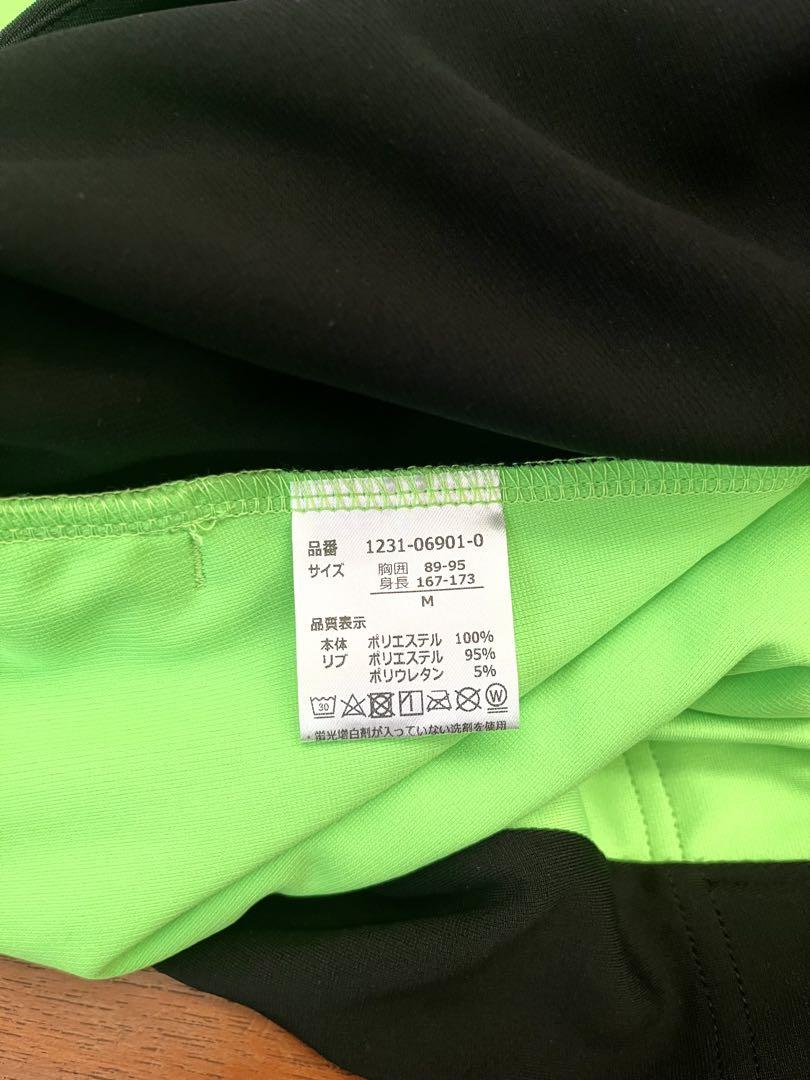 品番 1231-06901-0
サイズ 胸囲 89-95
身長 167-173
M
品質表示
本体 ポリエステル 100%
リブ ポリエステル 95%
ポリウレタン 5%
30 W
・蛍光増白剤が入っていない洗剤を使用